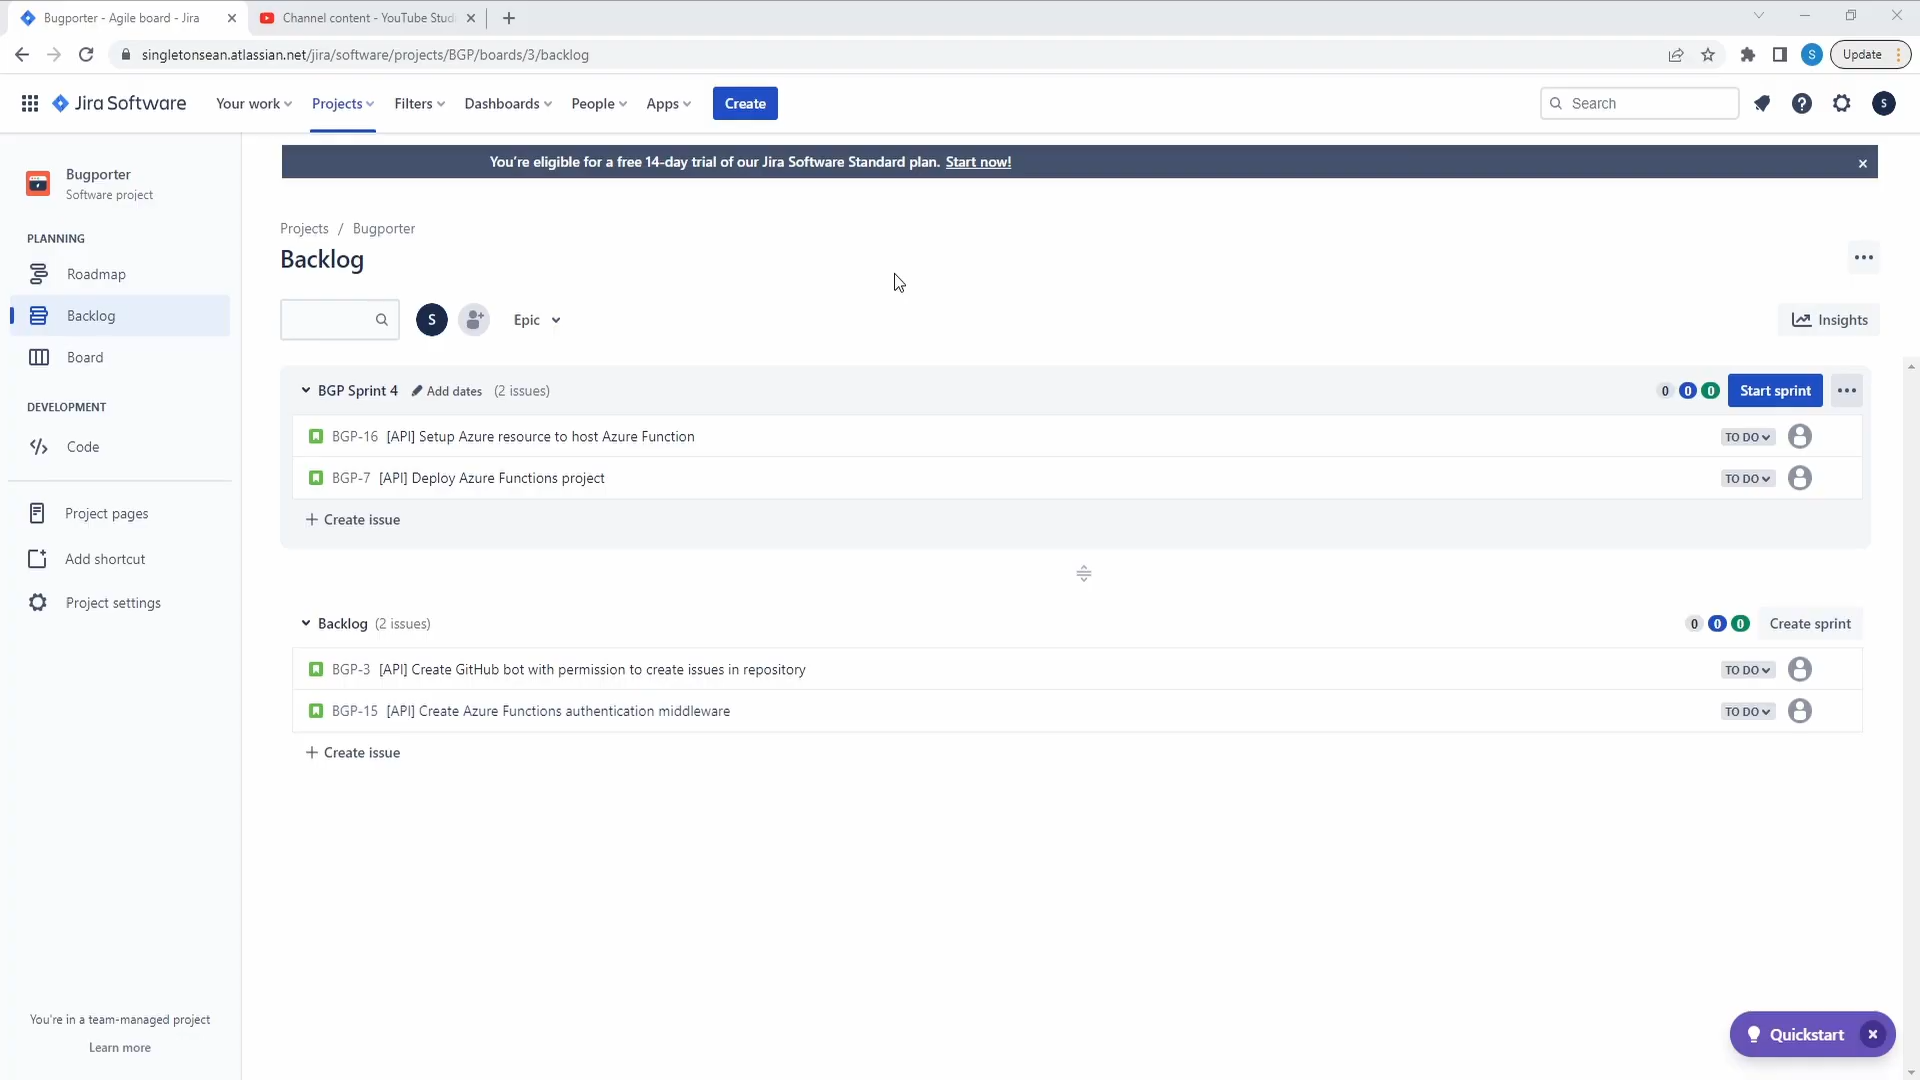 Bugporter - Agile board - Jira
Channel content - YouTube Stud
singletonsean.atlassian.net/jira/software/projects/BGP/boards/3/backlog
S
Update
Jira Software
Your work
Projects
Filters
Dashboards
People
Apps
Create
Search
S
Bugporter
Software project
You're eligible for a free 14-day trial of our Jira Software Standard plan. Start now!
PLANNING
Roadmap
Backlog
Board
DEVELOPMENT
Code
Project pages
Add shortcut
Project settings
You're in a team-managed project
Learn more
Projects / Bugporter
Backlog
S
Epic
Insights
BGP Sprint 4 Add dates (2 issues)
0 0 0 Start sprint
BGP-16 [API] Setup Azure resource to host Azure Function TO DO
BGP-7 [API] Deploy Azure Functions project TO DO
+ Create issue
Backlog (2 issues)
0 0 0 Create sprint
BGP-3 [API] Create GitHub bot with permission to create issues in repository TO DO
BGP-15 [API] Create Azure Functions authentication middleware TO DO
+ Create issue
Quickstart